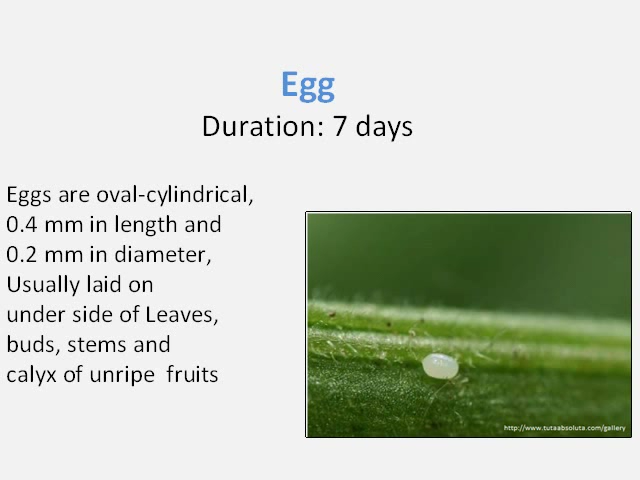 Egg
Duration: 7 days
Eggs are oval-cylindrical,
0.4 mm in length and
0.2 mm in diameter,
Usually laid on
under side of Leaves,
buds, stems and
calyx of unripe  fruits
http://www.tutaabsoluta.com/gallery